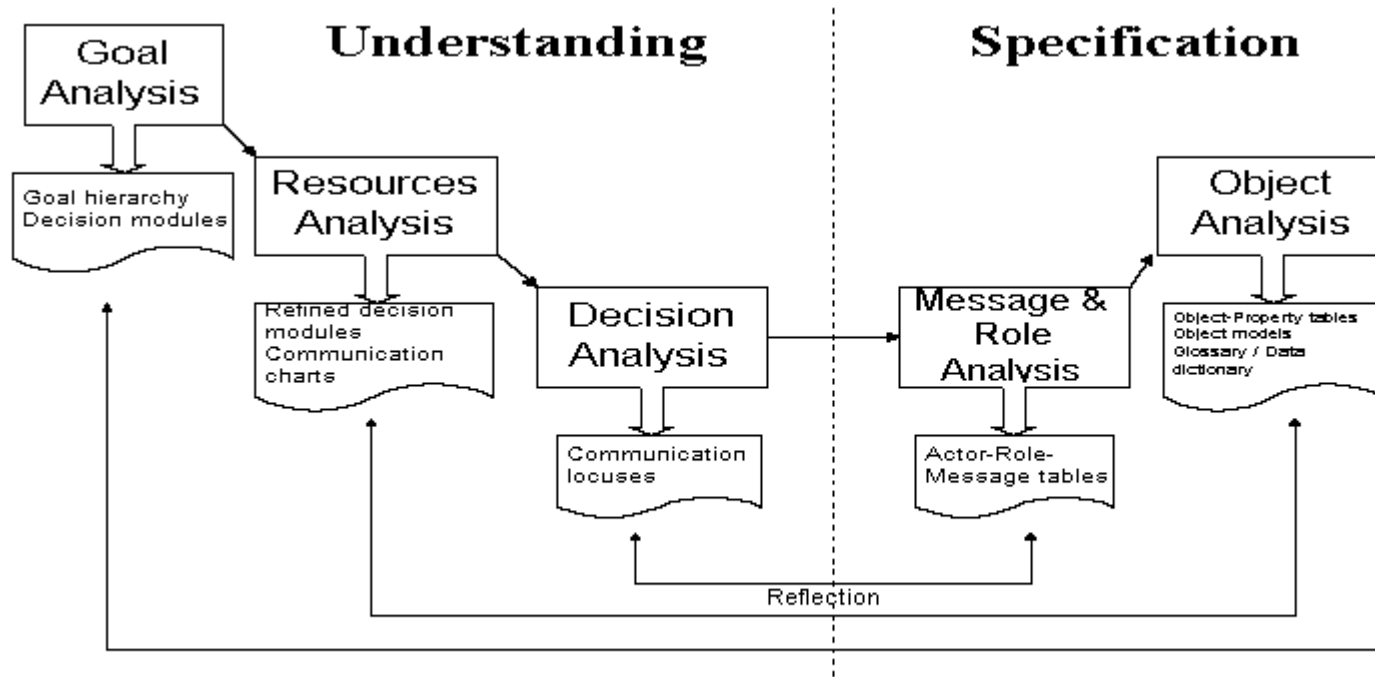 Understanding
Specification
Goal
Analysis
Goal hierarchy
Decision modules
Resources
Analysis
Refined decision
modules
Communication
charts
Decision
Analysis
Communication
locuses
Message &
Role
Analysis
Actor-Role-
Message tables
Object
Analysis
Object-Property tables
Object models
Glossary / Data
dictionary
Reflection